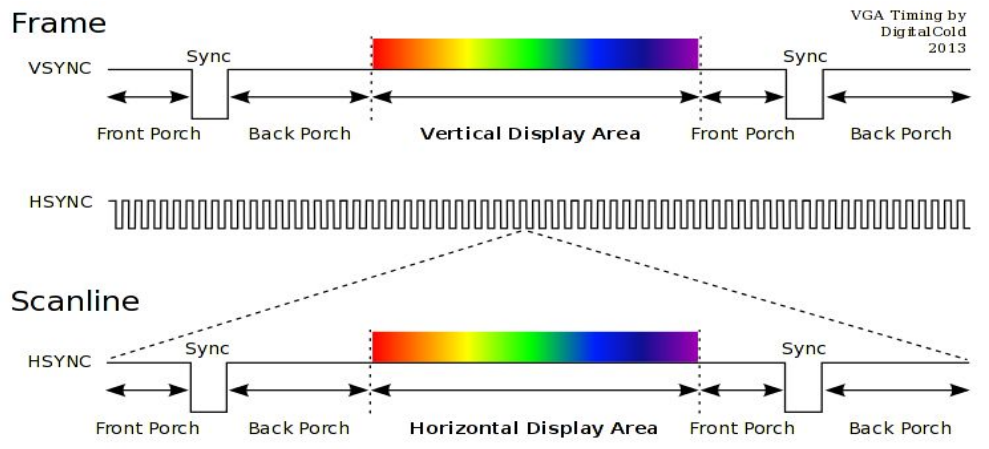 Frame
VGA Timing by
DigitalCold
2013
Sync
Sync
VSYNC
Front Porch
Back Porch
Vertical Display Area
Front Porch
Back Porch
HSYNC
Scanline
Sync
Sync
HSYNC
Front Porch
Back Porch
Horizontal Display Area
Front Porch
Back Porch